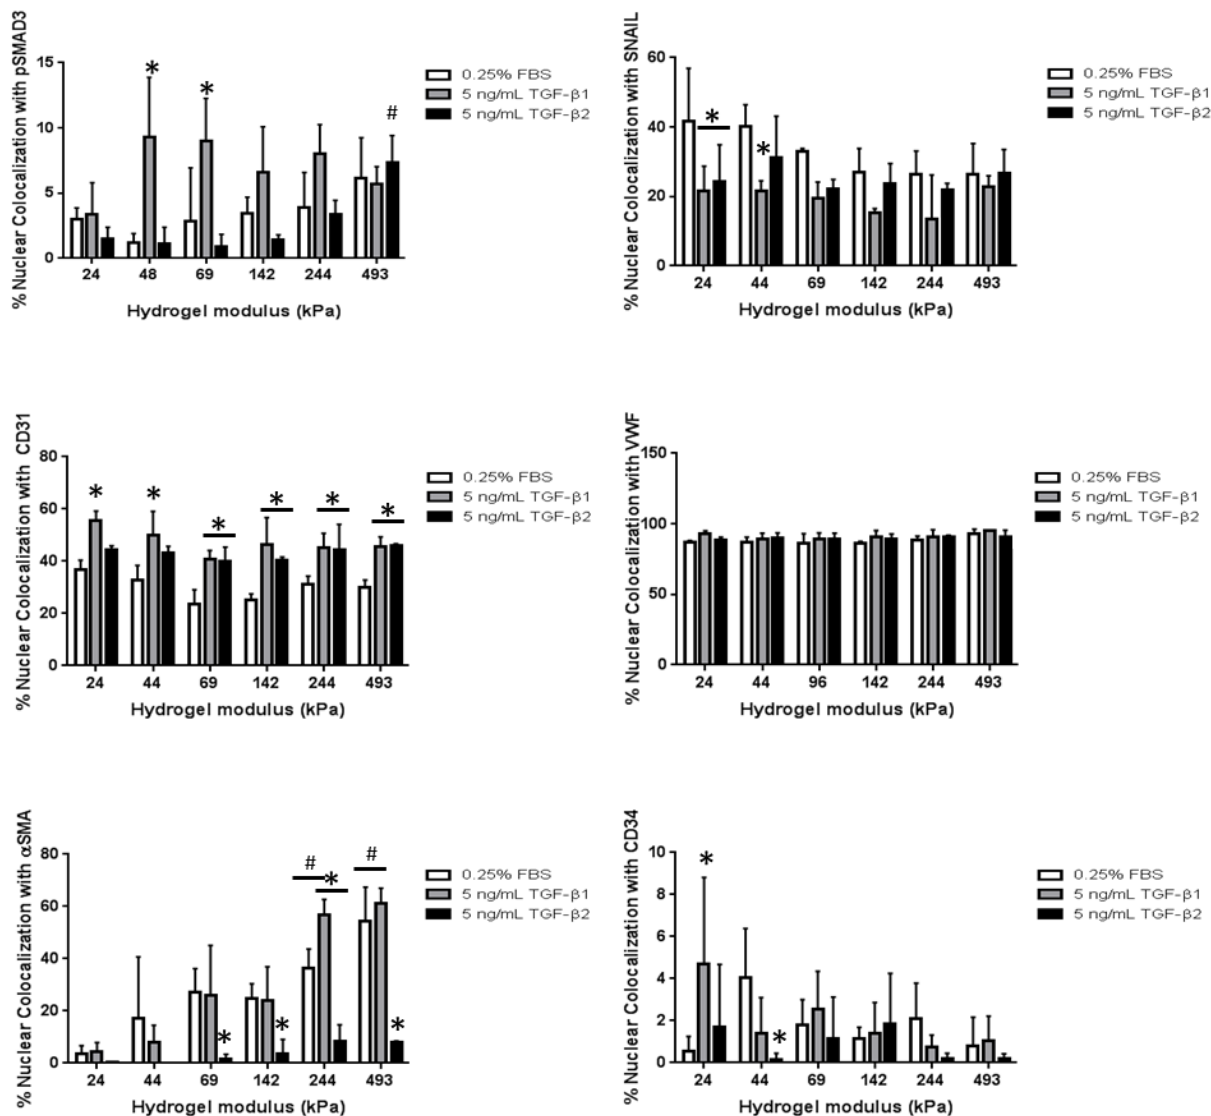 % Nuclear Colocalization with pSMAD3
15
10
5
0
*
*
#
24 48 69 142 244 493
Hydrogel modulus (kPa)
0.25% FBS
5 ng/mL TGF-β1
5 ng/mL TGF-β2
% Nuclear Colocalization with SNAIL
60
40
20
0
*
*
24 44 69 142 244 493
Hydrogel modulus (kPa)
0.25% FBS
5 ng/mL TGF-β1
5 ng/mL TGF-β2
% Nuclear Colocalization with CD31
80
60
40
20
0
*
*
*
*
*
*
24 44 69 142 244 493
Hydrogel modulus (kPa)
0.25% FBS
5 ng/mL TGF-β1
5 ng/mL TGF-β2
% Nuclear Colocalization with VWF
150
100
50
0
24 44 96 142 244 493
Hydrogel modulus (kPa)
0.25% FBS
5 ng/mL TGF-β1
5 ng/mL TGF-β2
% Nuclear Colocalization with αSMA
80
60
40
20
0
*
*
#
*
#
*
24 44 69 142 244 493
Hydrogel modulus (kPa)
0.25% FBS
5 ng/mL TGF-β1
5 ng/mL TGF-β2
% Nuclear Colocalization with CD34
10
8
6
4
2
0
*
*
24 44 69 142 244 493
Hydrogel modulus (kPa)
0.25% FBS
5 ng/mL TGF-β1
5 ng/mL TGF-β2